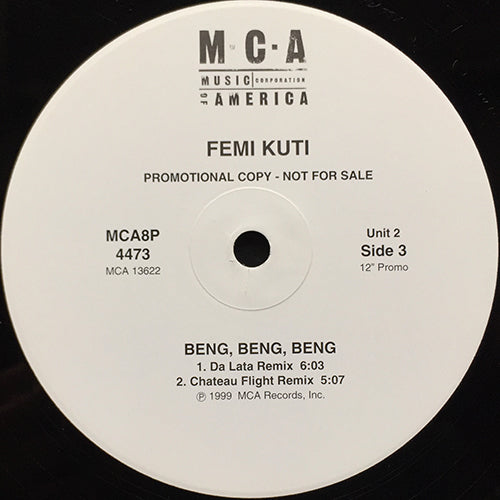 M·C·A
MUSIC CORPORATION
OF AMERICA
FEMI KUTI
PROMOTIONAL COPY - NOT FOR SALE
MCA8P
4473
MCA 13622
Unit 2
Side 3
12" Promo
BENG, BENG, BENG
1. Da Lata Remix 6:03
2. Chateau Flight Remix 5:07
℗ 1999 MCA Records, Inc.